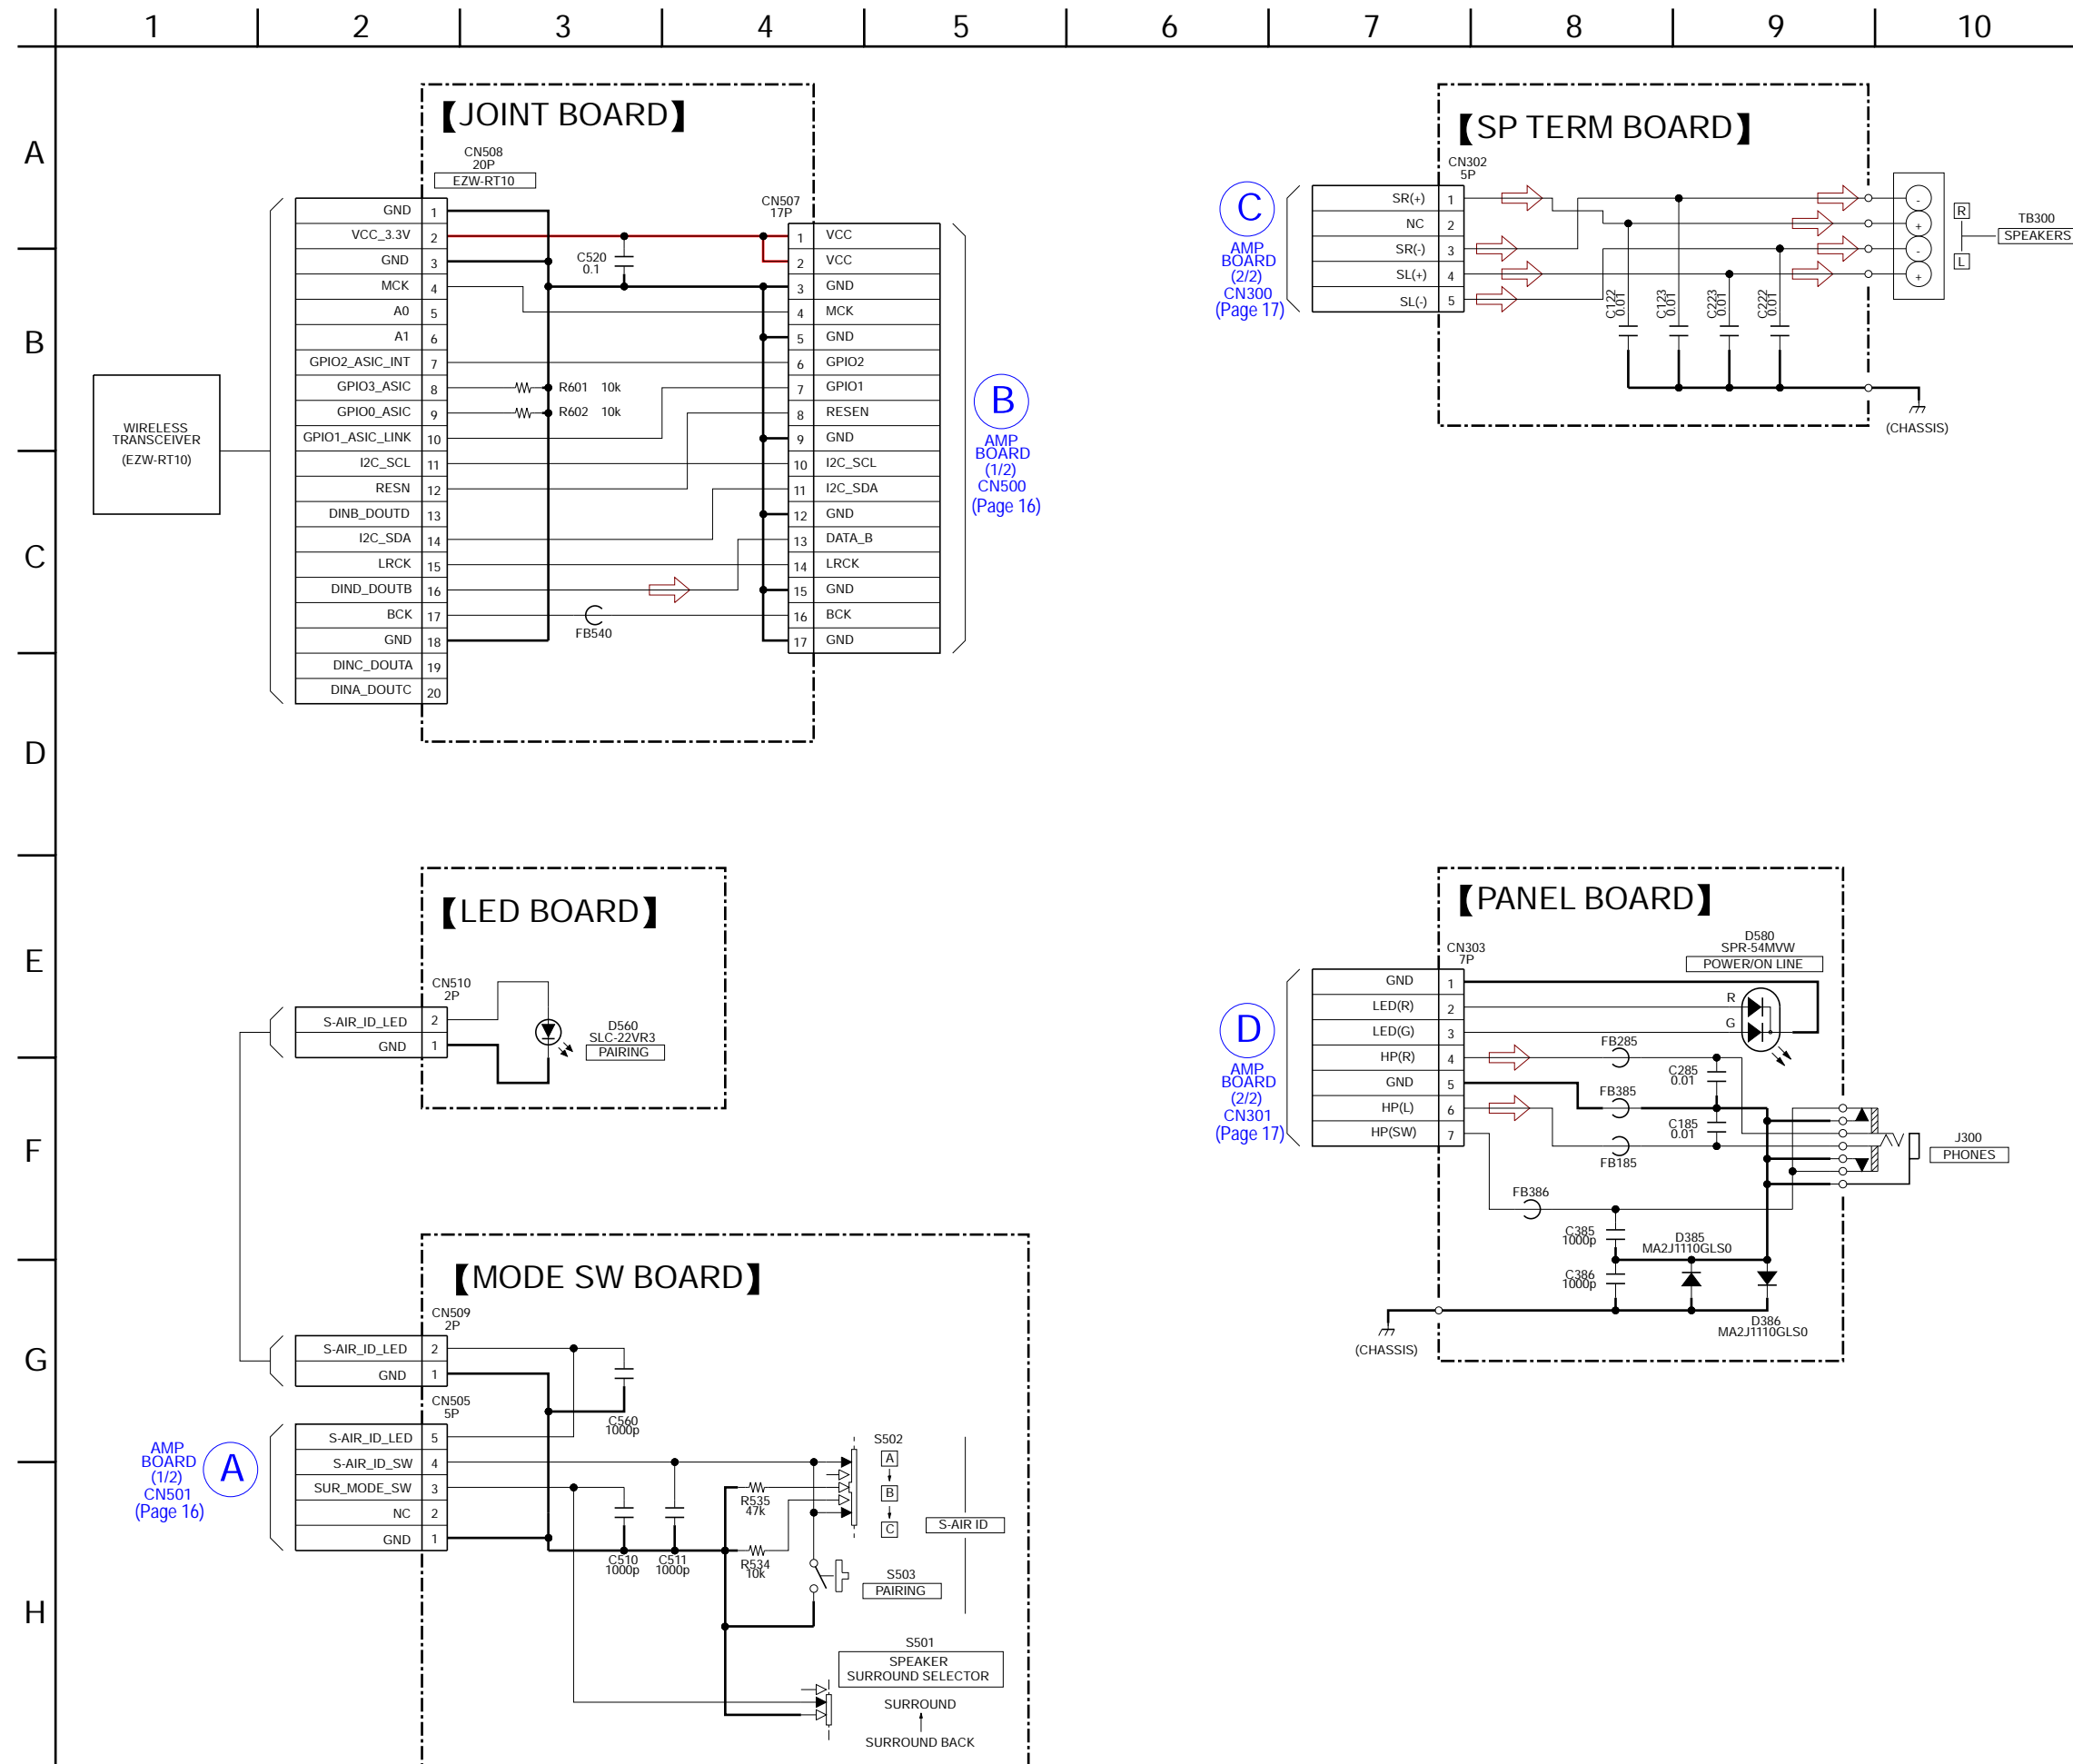 1 2 3 4 5 6 7 8 9 10
A
B
C
D
E
F
G
H
【JOINT BOARD】
CN508
20P
EZW-RT10
GND 1
VCC_3.3V 2
GND 3
MCK 4
A0 5
A1 6
GPIO2_ASIC_INT 7
GPIO3_ASIC 8
GPIO0_ASIC 9
GPIO1_ASIC_LINK 10
I2C_SCL 11
RESN 12
DINB_DOUTD 13
I2C_SDA 14
LRCK 15
DIND_DOUTB 16
BCK 17
GND 18
DINC_DOUTA 19
DINA_DOUTC 20
WIRELESS
TRANSCEIVER
(EZW-RT10)
C520
0.1
R601 10k
R602 10k
FB540
CN507
17P
1 VCC
2 VCC
3 GND
4 MCK
5 GND
6 GPIO2
7 GPIO1
8 RESEN
9 GND
10 I2C_SCL
11 I2C_SDA
12 GND
13 DATA_B
14 LRCK
15 GND
16 BCK
17 GND
B
AMP
BOARD
(1/2)
CN500
(Page 16)
【SP TERM BOARD】
CN302
5P
C
AMP
BOARD
(2/2)
CN300
(Page 17)
SR(+) 1
NC 2
SR(-) 3
SL(+) 4
SL(-) 5
C122
0.01
C123
0.01
C223
0.01
C222
0.01
-
+
-
+
R
L
TB300
SPEAKERS
(CHASSIS)
【LED BOARD】
CN510
2P
S-AIR_ID_LED 2
GND 1
D560
SLC-22VR3
PAIRING
【PANEL BOARD】
CN303
7P
D
AMP
BOARD
(2/2)
CN301
(Page 17)
GND 1
LED(R) 2
LED(G) 3
HP(R) 4
GND 5
HP(L) 6
HP(SW) 7
D580
SPR-54MVW
POWER/ON LINE
R
G
FB285
FB385
FB185
FB386
C285
0.01
C185
0.01
C385
1000p
C386
1000p
D385
MA2J1110GLS0
D386
MA2J1110GLS0
J300
PHONES
(CHASSIS)
【MODE SW BOARD】
CN509
2P
S-AIR_ID_LED 2
GND 1
CN505
5P
S-AIR_ID_LED 5
S-AIR_ID_SW 4
SUR_MODE_SW 3
NC 2
GND 1
AMP
BOARD
(1/2)
CN501
(Page 16)
A
C560
1000p
C510
1000p
C511
1000p
R535
47k
R534
10k
S502
A
B
C
S-AIR ID
S503
PAIRING
S501
SPEAKER
SURROUND SELECTOR
SURROUND
SURROUND BACK